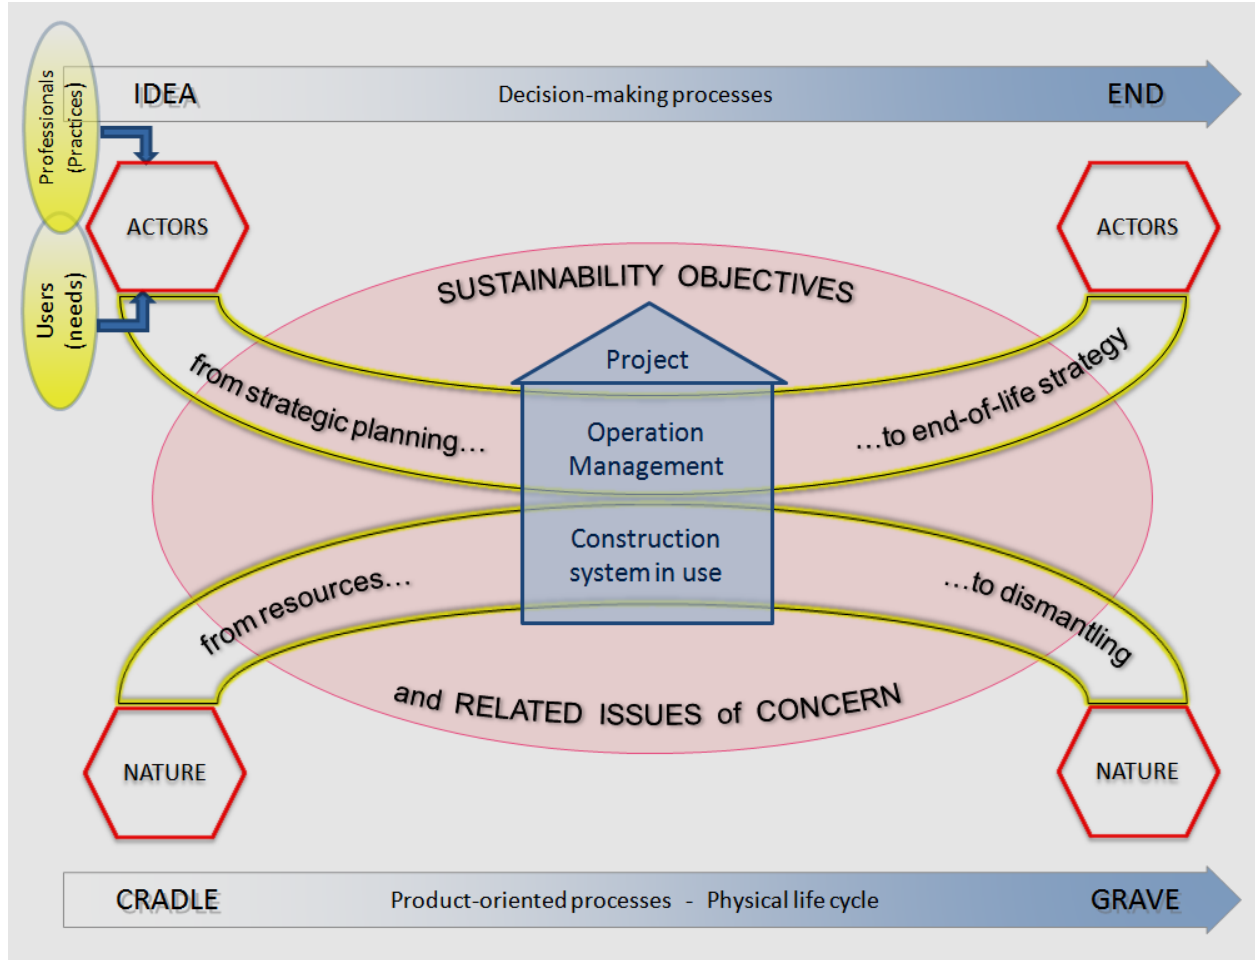 Professionals
(Practices)
IDEA
Decision-making processes
END
ACTORS
ACTORS
Users
(needs)
SUSTAINABILITY OBJECTIVES
Project
from strategic planning...
...to end-of-life strategy
Operation
Management
Construction
system in use
from resources...
...to dismantling
and RELATED ISSUES of CONCERN
NATURE
NATURE
CRADLE
Product-oriented processes - Physical life cycle
GRAVE